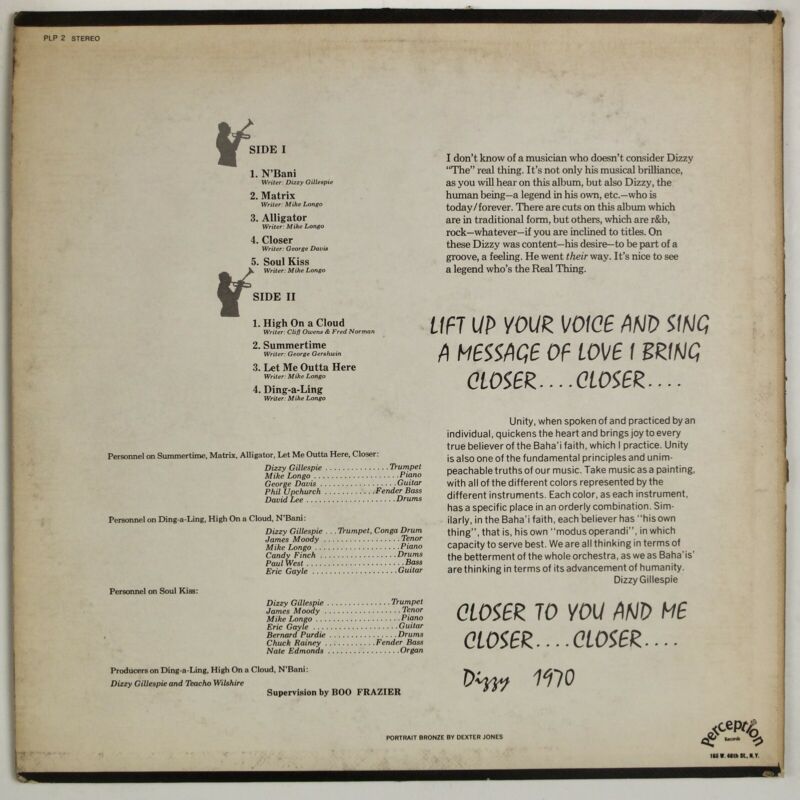 PLP 2 STEREO
SIDE I
1. N'Bani
Writer: Dizzy Gillespie
2. Matrix
Writer: Mike Longo
3. Alligator
Writer: Mike Longo
4. Closer
Writer: George Davis
5. Soul Kiss
Writer: Mike Longo
SIDE II
1. High On a Cloud
Writer: Cliff Owens & Fred Norman
2. Summertime
Writer: George Gershwin
3. Let Me Outta Here
Writer: Mike Longo
4. Ding-a-Ling
Writer: Mike Longo
Personnel on Summertime, Matrix, Alligator, Let Me Outta Here, Closer:
Dizzy Gillespie . . . . . . . . . . . . . . Trumpet
Mike Longo . . . . . . . . . . . . . . . . . . . Piano
George Davis . . . . . . . . . . . . . . . . . Guitar
Phil Upchurch . . . . . . . . . . . Fender Bass
David Lee . . . . . . . . . . . . . . . . . . . . Drums
Personnel on Ding-a-Ling, High On a Cloud, N'Bani:
Dizzy Gillespie . . . Trumpet, Conga Drum
James Moody . . . . . . . . . . . . . . . . . Tenor
Mike Longo . . . . . . . . . . . . . . . . . . . Piano
Candy Finch . . . . . . . . . . . . . . . . . . Drums
Paul West . . . . . . . . . . . . . . . . . . . . . Bass
Eric Gayle . . . . . . . . . . . . . . . . . . . Guitar
Personnel on Soul Kiss:
Dizzy Gillespie . . . . . . . . . . . . . . Trumpet
James Moody . . . . . . . . . . . . . . . . . Tenor
Mike Longo . . . . . . . . . . . . . . . . . . . Piano
Eric Gayle . . . . . . . . . . . . . . . . . . . Guitar
Bernard Purdie . . . . . . . . . . . . . . . Drums
Chuck Rainey . . . . . . . . . . . Fender Bass
Nate Edmonds . . . . . . . . . . . . . . . . Organ
Producers on Ding-a-Ling, High On a Cloud, N'Bani:
Dizzy Gillespie and Teacho Wilshire
Supervision by BOO FRAZIER
I don't know of a musician who doesn't consider Dizzy
"The" real thing. It's not only his musical brilliance,
as you will hear on this album, but also Dizzy, the
human being—a legend in his own, etc.—who is
today/forever. There are cuts on this album which
are in traditional form, but others, which are r&b,
rock—whatever—if you are inclined to titles. On
these Dizzy was content—his desire—to be part of a
groove, a feeling. He went their way. It's nice to see
a legend who's the Real Thing.
LIFT UP YOUR VOICE AND SING
A MESSAGE OF LOVE I BRING
CLOSER....CLOSER....
Unity, when spoken of and practiced by an
individual, quickens the heart and brings joy to every
true believer of the Baha'i faith, which I practice. Unity
is also one of the fundamental principles and unim-
peachable truths of our music. Take music as a painting,
with all of the different colors represented by the
different instruments. Each color, as each instrument,
has a specific place in an orderly combination. Sim-
ilarly, in the Baha'i faith, each believer has "his own
thing", that is, his own "modus operandi", in which
capacity to serve best. We are all thinking in terms of
the betterment of the whole orchestra, as we as Baha'is'
are thinking in terms of its advancement of humanity.
Dizzy Gillespie
CLOSER TO YOU AND ME
CLOSER....CLOSER....
Dizzy 1970
PORTRAIT BRONZE BY DEXTER JONES
Perception
Records
165 W. 46th St., N.Y.